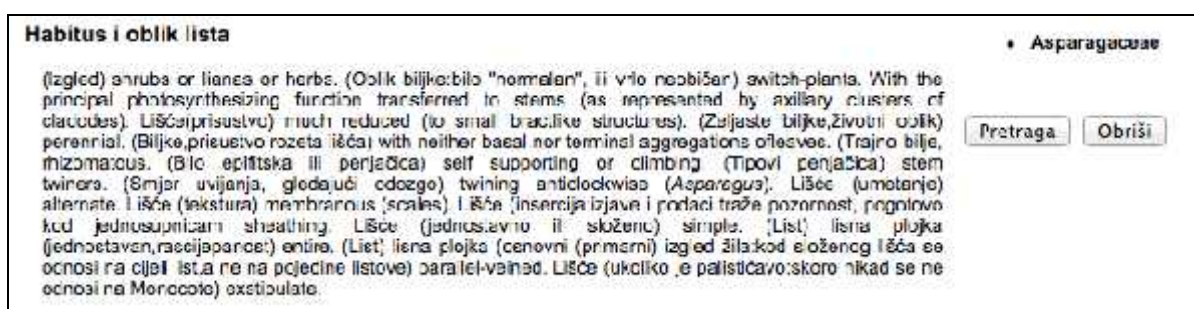 Habitus i oblik lista
Asparagaceae
(Izgled) shrubs or lianas or herbs. (Oblik biljke:bilo "normalan", ili vrlo neobičan) switch-plants. With the
principal photosynthesizing function transferred to stems (as represented by axillary clusters of
cladodes). Lišće(prisustvo) much reduced (to small bract.like structures). (Zeljaste biljke,životni oblik)
perennial. (Biljke,prisustvo rozeta lišća) with neither basal nor terminal aggregations ofleaves. (Trajno bilje,
rhizomatous. (Bilo epifitska ili penjačica) self supporting or climbing (Tipovi penjačica) stem
twiners. (Smjer uvijanja, gledajući odozgo) twining anticlockwise (Asparagus). Lišće (umetanje)
alternate. Lišće (tekstura) membranous (scales). Lišće (insercija izjave i podaci traže pozornost, pogotovo
kod jednosupnicam sheathing. Lišće (jednostavno ili složeno) simple. (List) lisna plojka
(jednostavan,rascijepanost) entire. (List) lisna plojka (osnovni (primarni) izgled žila:kod složenog lišća se
odnosi na cijeli list,a ne na pojedine listove) parallel-veined. Lišće (ukoliko je palističavo:skoro nikad se ne
odnosi na Monocots) exstipulate.
Pretraga
Obriši